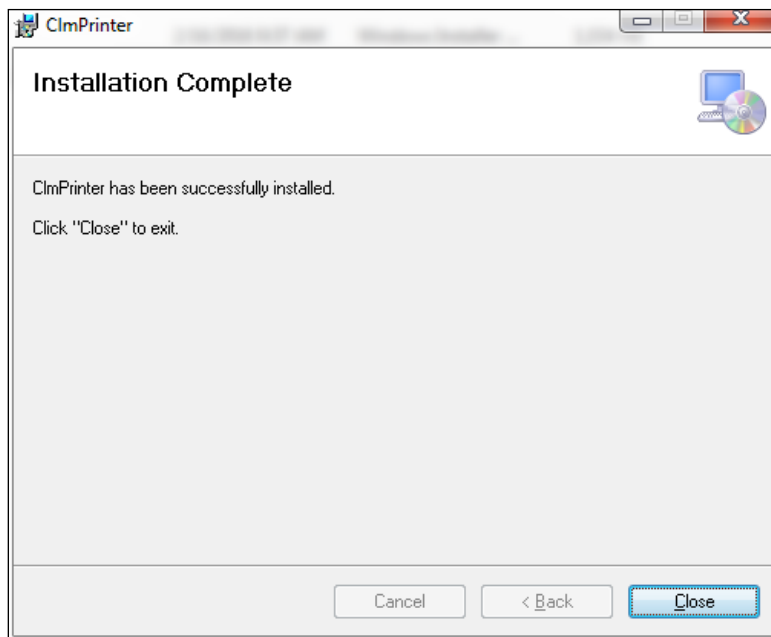 ClmPrinter
Installation Complete
ClmPrinter has been successfully installed.
Click "Close" to exit.
Cancel
< Back
Close